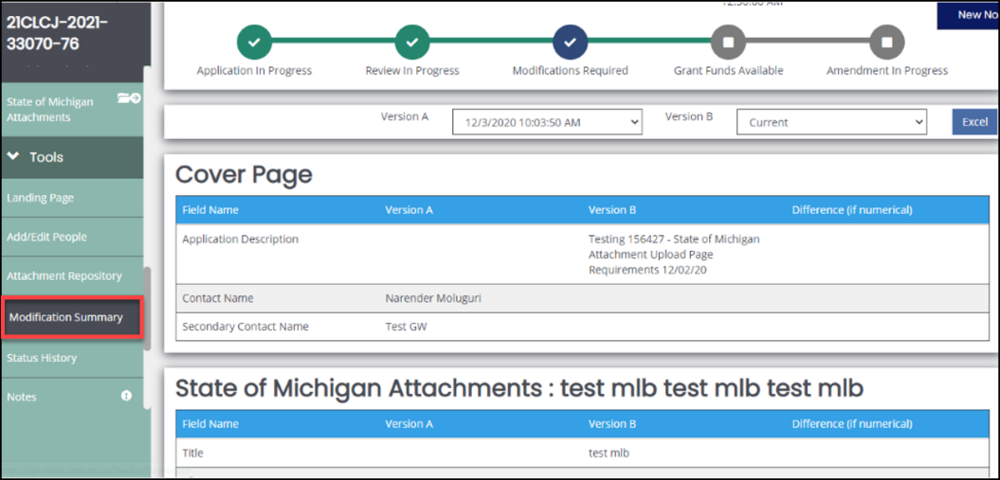 21CLCJ-2021-
33070-76
New No
Application In Progress
Review In Progress
Modifications Required
Grant Funds Available
Amendment In Progress
State of Michigan
Attachments
Version A
12/3/2020 10:03:50 AM
Version B
Current
Excel
Tools
Landing Page
Add/Edit People
Attachment Repository
Modification Summary
Status History
Notes
Cover Page
Field Name Version A Version B Difference (if numerical)
Application Description Testing 156427 - State of Michigan
Attachment Upload Page
Requirements 12/02/20
Contact Name Narender Moluguri
Secondary Contact Name Test GW
State of Michigan Attachments : test mlb test mlb test mlb
Field Name Version A Version B Difference (if numerical)
Title test mlb